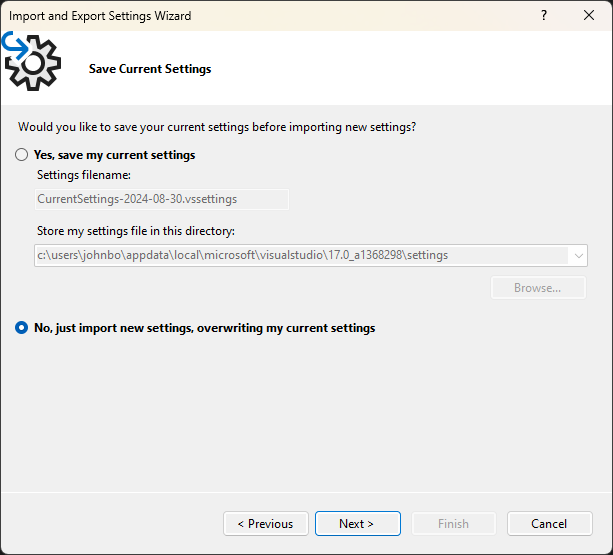 Import and Export Settings Wizard
?
Save Current Settings
Would you like to save your current settings before importing new settings?
Yes, save my current settings
Settings filename:
CurrentSettings-2024-08-30.vssettings
Store my settings file in this directory:
c:\users\johnbo\appdata\local\microsoft\visualstudio\17.0_a1368298\settings
Browse...
No, just import new settings, overwriting my current settings
< Previous
Next >
Finish
Cancel